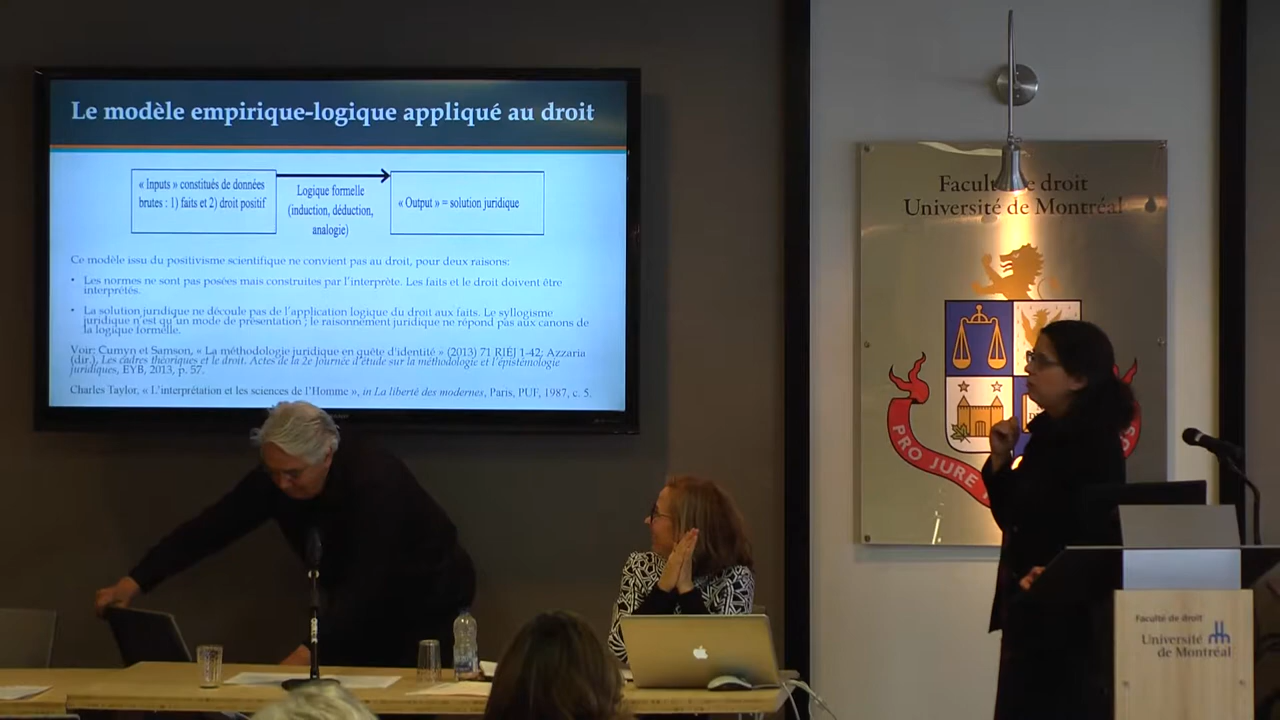 Le modèle empirique-logique appliqué au droit
« Inputs » constitués de données
brutes : 1) faits et 2) droit positif
Logique formelle
(induction, déduction,
analogie)
« Output » = solution juridique
Ce modèle issu du positivisme scientifique ne convient pas au droit, pour deux raisons:
• Les normes ne sont pas posées mais construites par l'interprète. Les faits et le droit doivent être
interprétés.
• La solution juridique ne découle pas de l'application logique du droit aux faits. Le syllogisme
juridique n'est qu'un mode de présentation ; le raisonnement juridique ne répond pas aux canons de
la logique formelle.
Voir: Cumyn et Samson, « La méthodologie juridique en quête d'identité » (2013) 71 RIEJ 1-42; Azzaria
(dir.), Les cadres théoriques et le droit. Actes de la 2e Journée d'étude sur la méthodologie et l'épistémologie
juridiques, EYB, 2013, p. 57.
Charles Taylor, « L'interprétation et les sciences de l'Homme », in La liberté des modernes, Paris, PUF, 1987, c. 5.
Faculté de droit
Université de Montréal
PRO JURE
Faculté de droit
Université
de Montréal